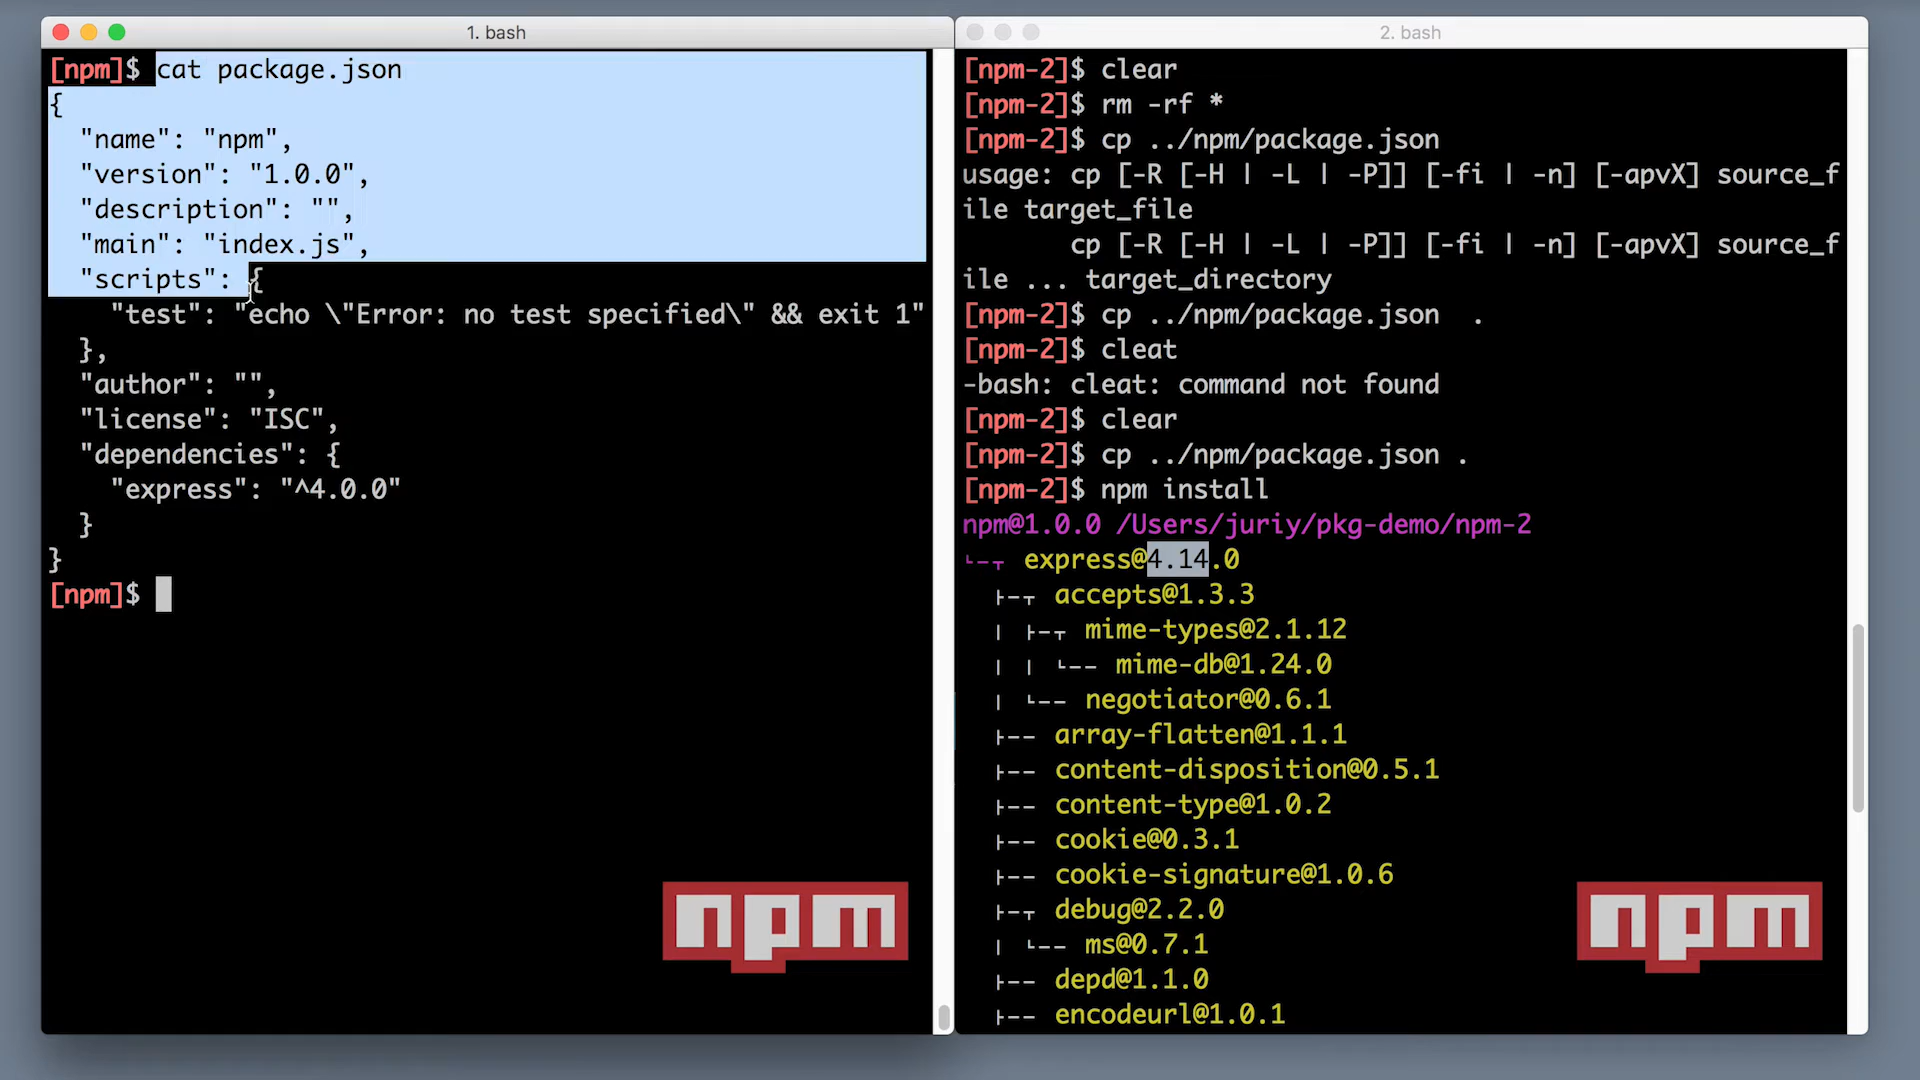 1. bash
[npm]$ cat package.json
{
"name": "npm",
"version": "1.0.0",
"description": "",
"main": "index.js",
"scripts": {
"test": "echo \"Error: no test specified\" && exit 1"
},
"author": "",
"license": "ISC",
"dependencies": {
"express": "^4.0.0"
}
}
[npm]$
npm
2. bash
[npm-2]$ clear
[npm-2]$ rm -rf *
[npm-2]$ cp ../npm/package.json
usage: cp [-R [-H | -L | -P]] [-fi | -n] [-apvX] source_f
ile target_file
cp [-R [-H | -L | -P]] [-fi | -n] [-apvX] source_f
ile ... target_directory
[npm-2]$ cp ../npm/package.json  .
[npm-2]$ cleat
-bash: cleat: command not found
[npm-2]$ clear
[npm-2]$ cp ../npm/package.json .
[npm-2]$ npm install
npm@1.0.0 /Users/juriy/pkg-demo/npm-2
└─┬ express@4.14.0
├─┬ accepts@1.3.3
│ ├─┬ mime-types@2.1.12
│ │ └── mime-db@1.24.0
│ └── negotiator@0.6.1
├── array-flatten@1.1.1
├── content-disposition@0.5.1
├── content-type@1.0.2
├── cookie@0.3.1
├── cookie-signature@1.0.6
├─┬ debug@2.2.0
│ └── ms@0.7.1
├── depd@1.1.0
├── encodeurl@1.0.1
npm